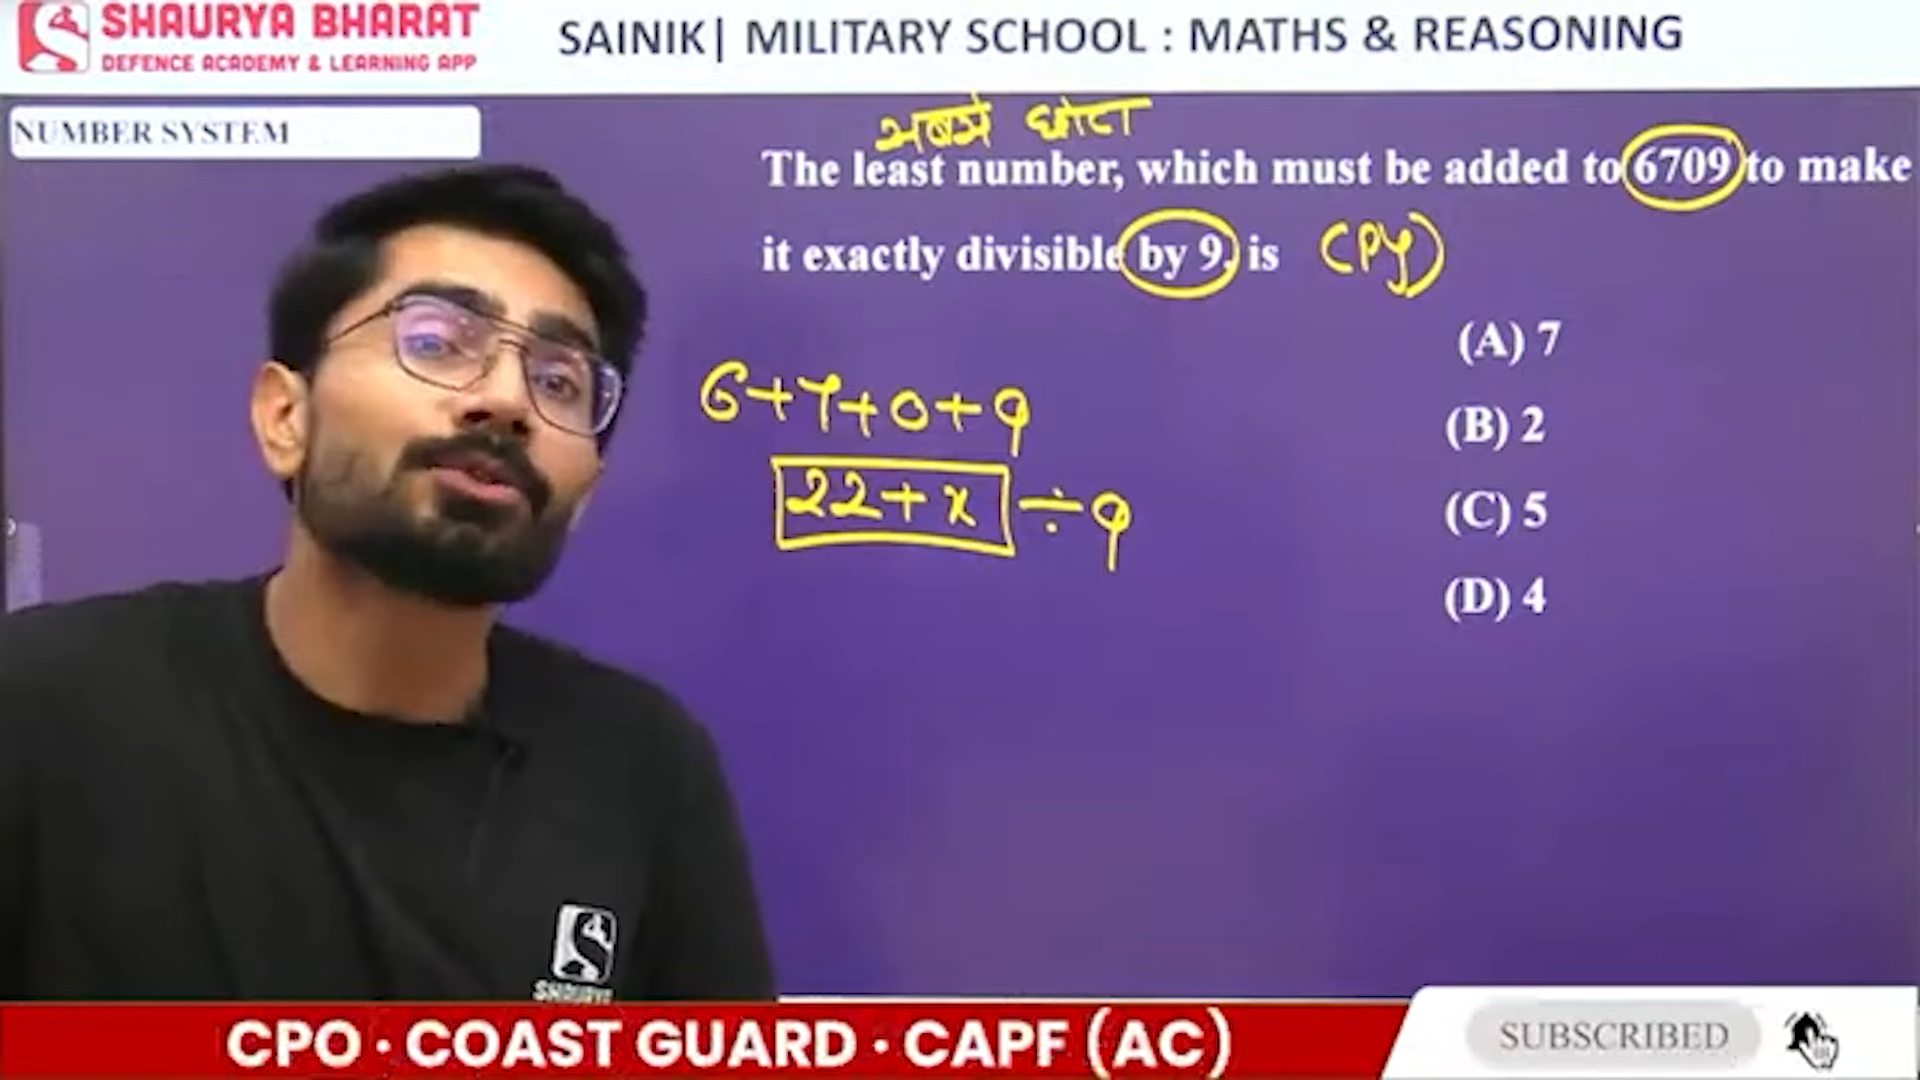 SHAURYA BHARAT
DEFENCE ACADEMY & LEARNING APP
SAINIK| MILITARY SCHOOL : MATHS & REASONING
NUMBER SYSTEM
सबसे छोटा
The least number, which must be added to 6709 to make
it exactly divisible by 9, is (PY)
(A) 7
(B) 2
(C) 5
(D) 4
6+7+0+9
22+x ÷9
SHAURYA
CPO · COAST GUARD · CAPF (AC)
SUBSCRIBED